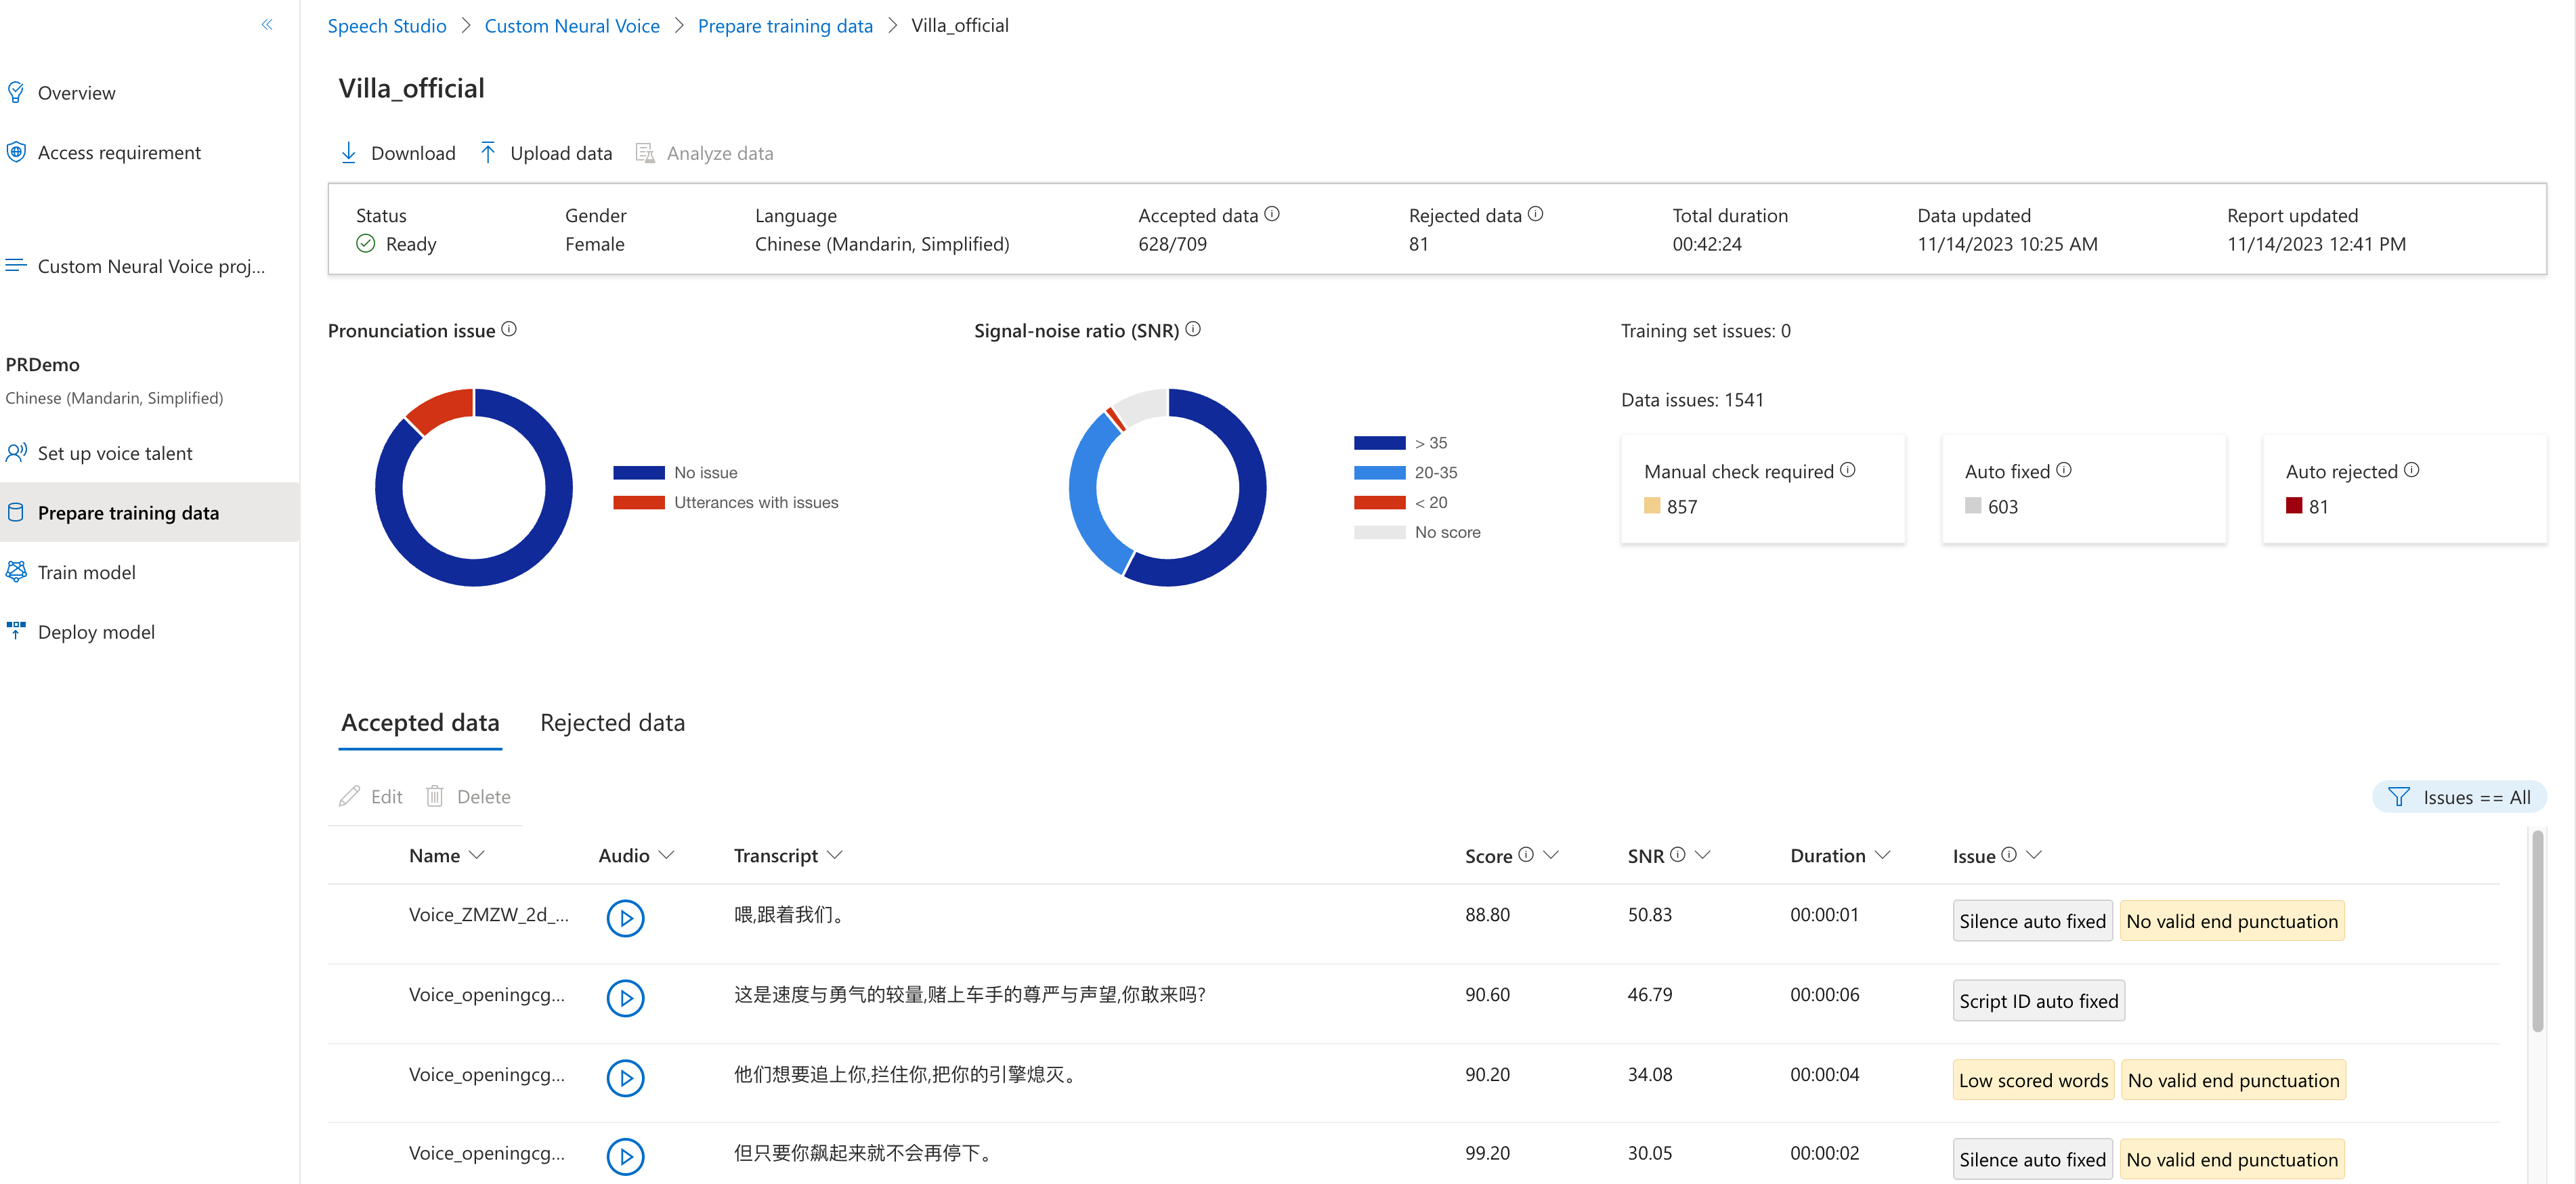 Speech Studio > Custom Neural Voice > Prepare training data > Villa_official
Overview
Access requirement
Custom Neural Voice proj...
PRDemo
Chinese (Mandarin, Simplified)
Set up voice talent
Prepare training data
Train model
Deploy model
Villa_official
Download Upload data Analyze data
Status Gender Language Accepted data Rejected data Total duration Data updated Report updated
Ready Female Chinese (Mandarin, Simplified) 628/709 81 00:42:24 11/14/2023 10:25 AM 11/14/2023 12:41 PM
Pronunciation issue
No issue
Utterances with issues
Signal-noise ratio (SNR)
> 35
20-35
< 20
No score
Training set issues: 0
Data issues: 1541
Manual check required
857
Auto fixed
603
Auto rejected
81
Accepted data Rejected data
Edit Delete
Issues == All
Name Audio Transcript Score SNR Duration Issue
Voice_ZMZW_2d_... 喂,跟着我们。 88.80 50.83 00:00:01 Silence auto fixed No valid end punctuation
Voice_openingcg... 这是速度与勇气的较量,赌上车手的尊严与声望,你敢来吗? 90.60 46.79 00:00:06 Script ID auto fixed
Voice_openingcg... 他们想要追上你,拦住你,把你的引擎熄灭。 90.20 34.08 00:00:04 Low scored words No valid end punctuation
Voice_openingcg... 但只要你飙起来就不会再停下。 99.20 30.05 00:00:02 Silence auto fixed No valid end punctuation